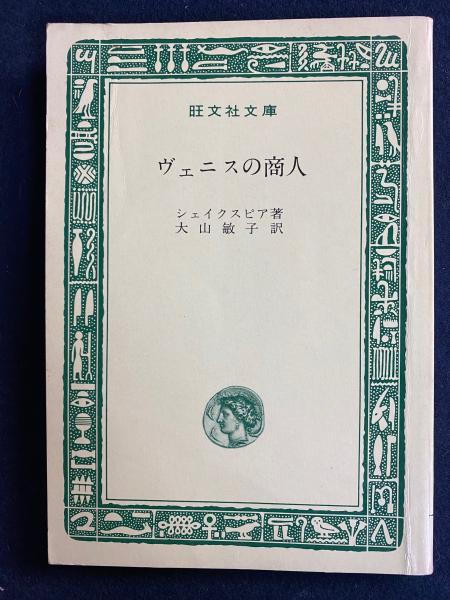 旺文社文庫
ヴェニスの商人
シェイクスピア著
大山敏子訳